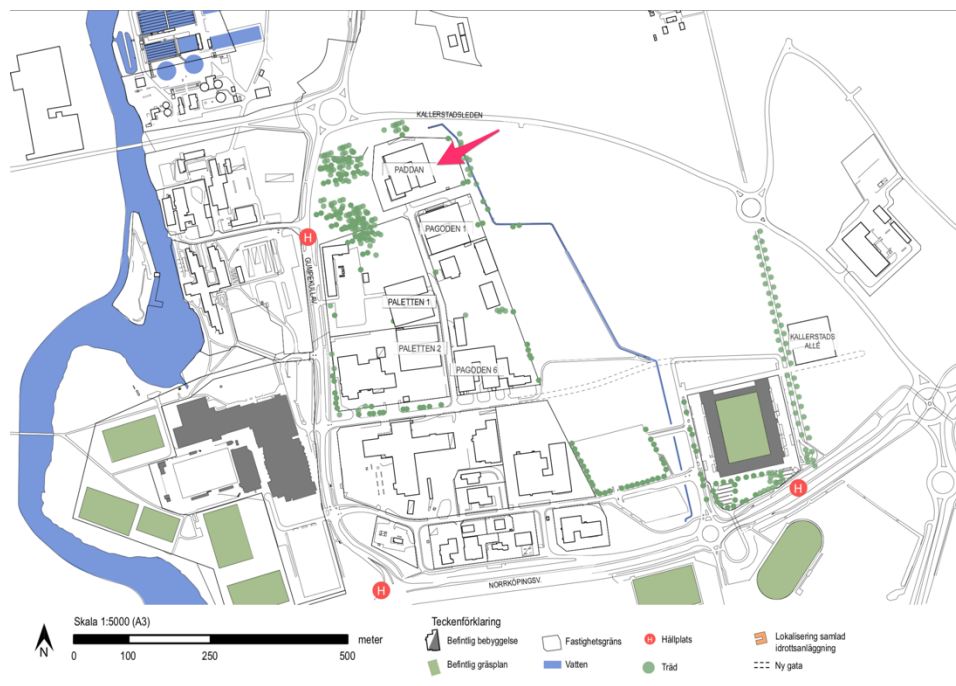 KALLERSTADSLEDEN
PADDAN
PAGODEN 1
H
GUMPEKULLAV.
PALETTEN 1
KALLERSTADS
ALLÉ
PALETTEN 2
PAGODEN 6
H
H
NORRKÖPINGSV.
Skala 1:5000 (A3)
meter
0 100 250 500
N
Teckenförklaring
Befintlig bebyggelse
Fastighetsgräns
H Hållplats
Lokalisering samlad
idrottsanläggning
Befintlig gräsplan
Vatten
Träd
Ny gata